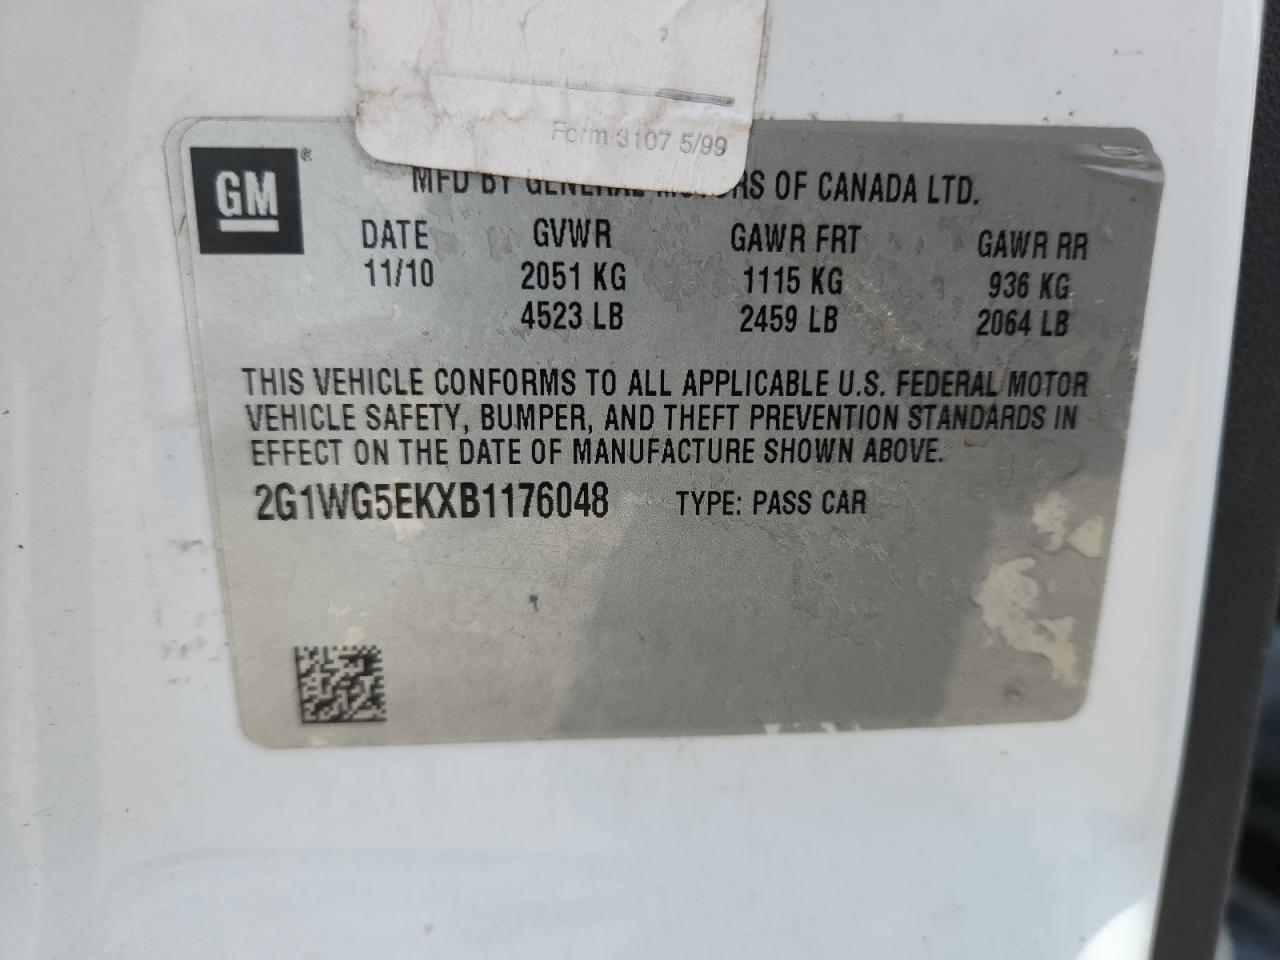 Form 3107 5/99
GM®
MFD BY GENERAL MOTORS OF CANADA LTD.
DATE GVWR GAWR FRT GAWR RR
11/10 2051 KG 1115 KG 936 KG
4523 LB 2459 LB 2064 LB
THIS VEHICLE CONFORMS TO ALL APPLICABLE U.S. FEDERAL MOTOR
VEHICLE SAFETY, BUMPER, AND THEFT PREVENTION STANDARDS IN
EFFECT ON THE DATE OF MANUFACTURE SHOWN ABOVE.
2G1WG5EKXB1176048 TYPE: PASS CAR